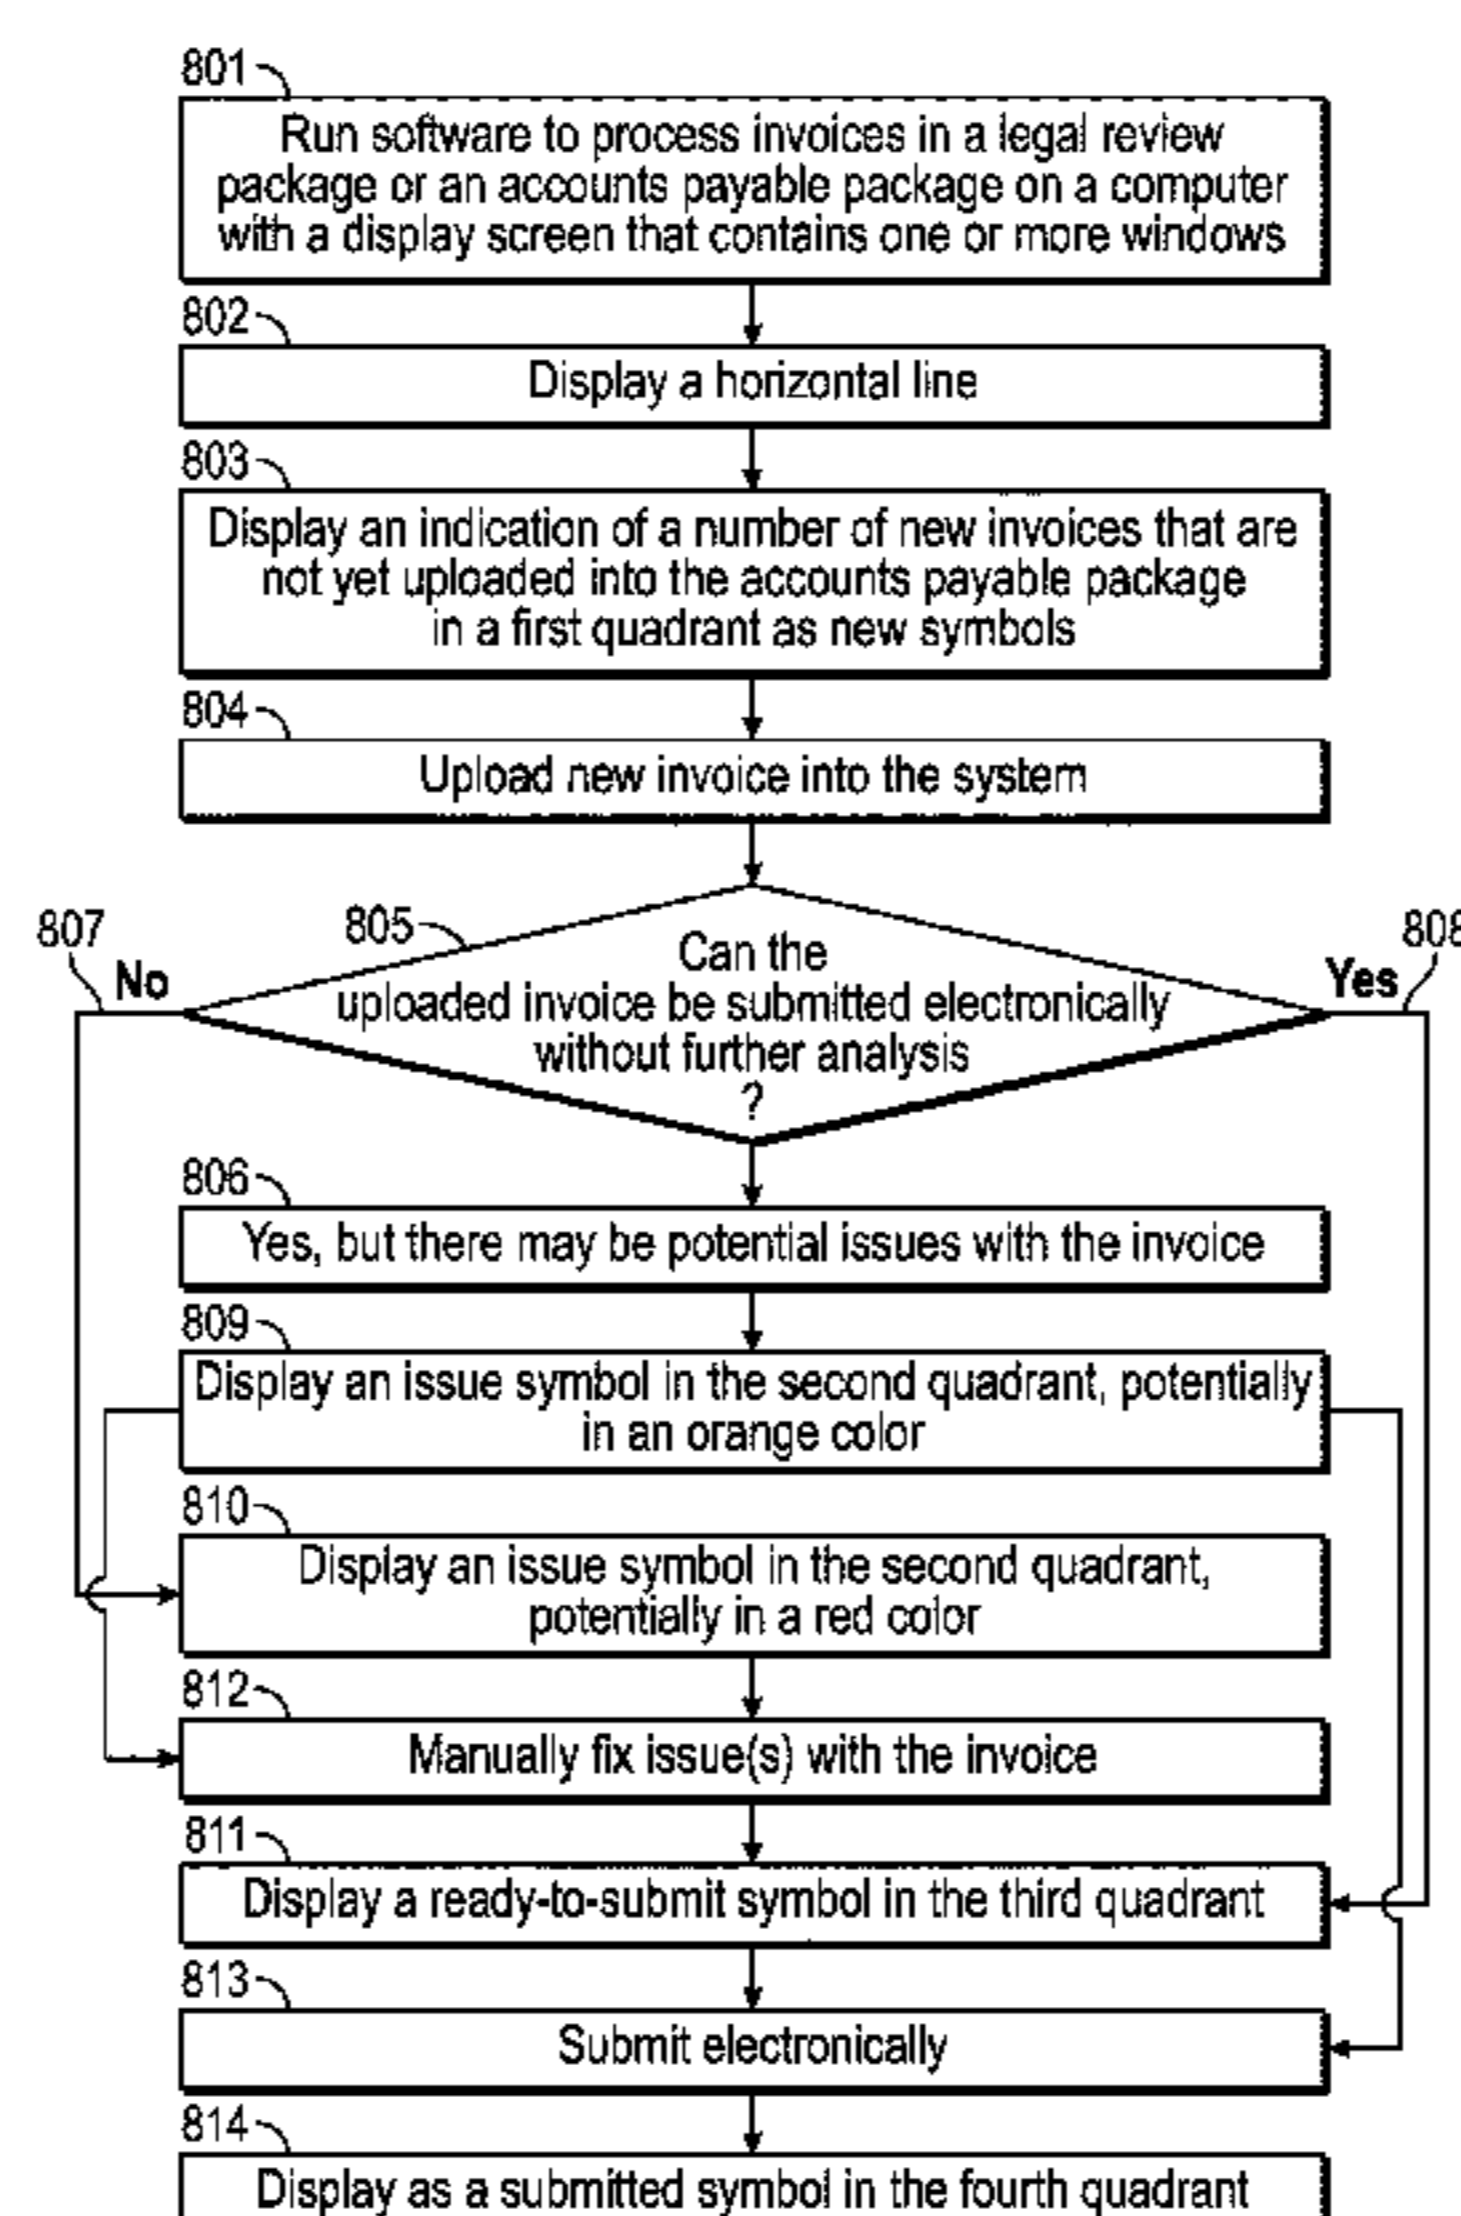 801
Run software to process invoices in a legal review
package or an accounts payable package on a computer
with a display screen that contains one or more windows
802
Display a horizontal line
803
Display an indication of a number of new invoices that are
not yet uploaded into the accounts payable package
in a first quadrant as new symbols
804
Upload new invoice into the system
807
805
808
No
Can the
Yes
uploaded invoice be submitted electronically
without further analysis
?
806
Yes, but there may be potential issues with the invoice
809
Display an issue symbol in the second quadrant, potentially
in an orange color
810
Display an issue symbol in the second quadrant,
potentially in a red color
812
Manually fix issue(s) with the invoice
811
Display a ready-to-submit symbol in the third quadrant
813
Submit electronically
814
Display as a submitted symbol in the fourth quadrant